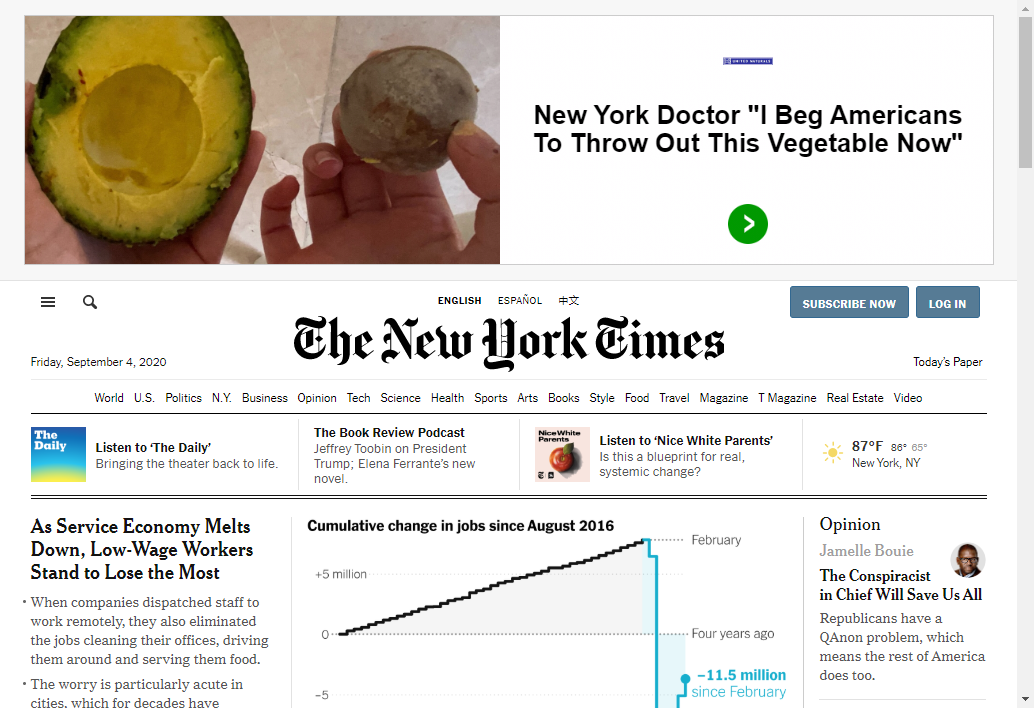 UNITED NATURALS
New York Doctor "I Beg Americans
To Throw Out This Vegetable Now"
ENGLISH ESPAÑOL 中文
SUBSCRIBE NOW LOG IN
The New York Times
Friday, September 4, 2020
Today's Paper
World U.S. Politics N.Y. Business Opinion Tech Science Health Sports Arts Books Style Food Travel Magazine T Magazine Real Estate Video
The
Daily
Listen to ‘The Daily’
Bringing the theater back to life.
The Book Review Podcast
Jeffrey Toobin on President
Trump; Elena Ferrante’s new
novel.
Nice White
Parents
Listen to ‘Nice White Parents’
Is this a blueprint for real,
systemic change?
87°F 86° 65°
New York, NY
As Service Economy Melts
Down, Low-Wage Workers
Stand to Lose the Most
• When companies dispatched staff to
work remotely, they also eliminated
the jobs cleaning their offices, driving
them around and serving them food.
• The worry is particularly acute in
cities, which for decades have
Cumulative change in jobs since August 2016
February
+5 million
0
Four years ago
–11.5 million
since February
–5
Opinion
Jamelle Bouie
The Conspiracist
in Chief Will Save Us All
Republicans have a
QAnon problem, which
means the rest of America
does too.